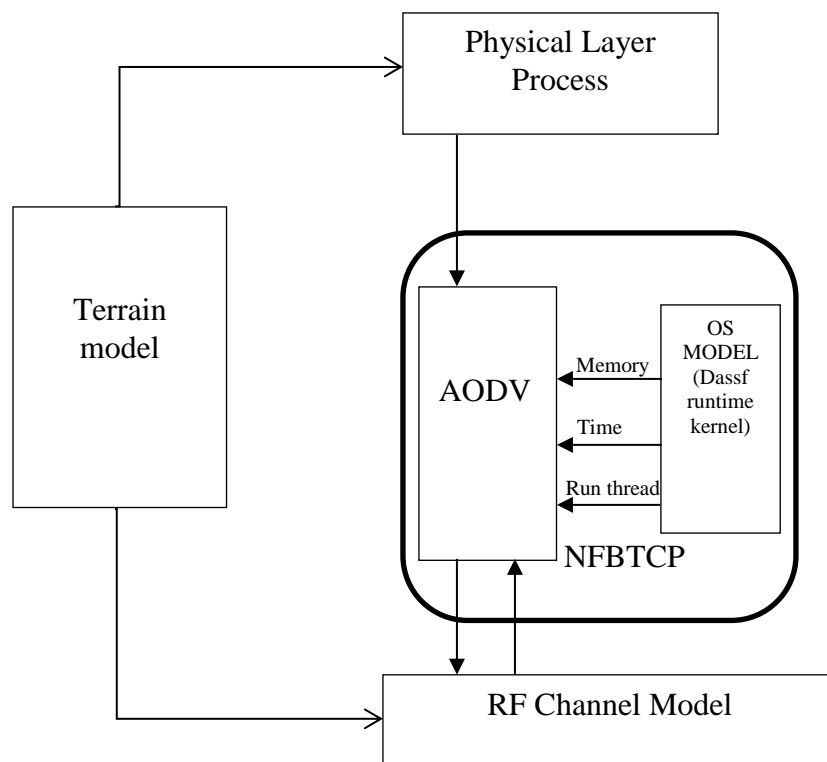 Physical Layer
Process
Terrain
model
AODV
Memory
Time
Run thread
OS
MODEL
(Dassf
runtime
kernel)
NFBTCP
RF Channel Model